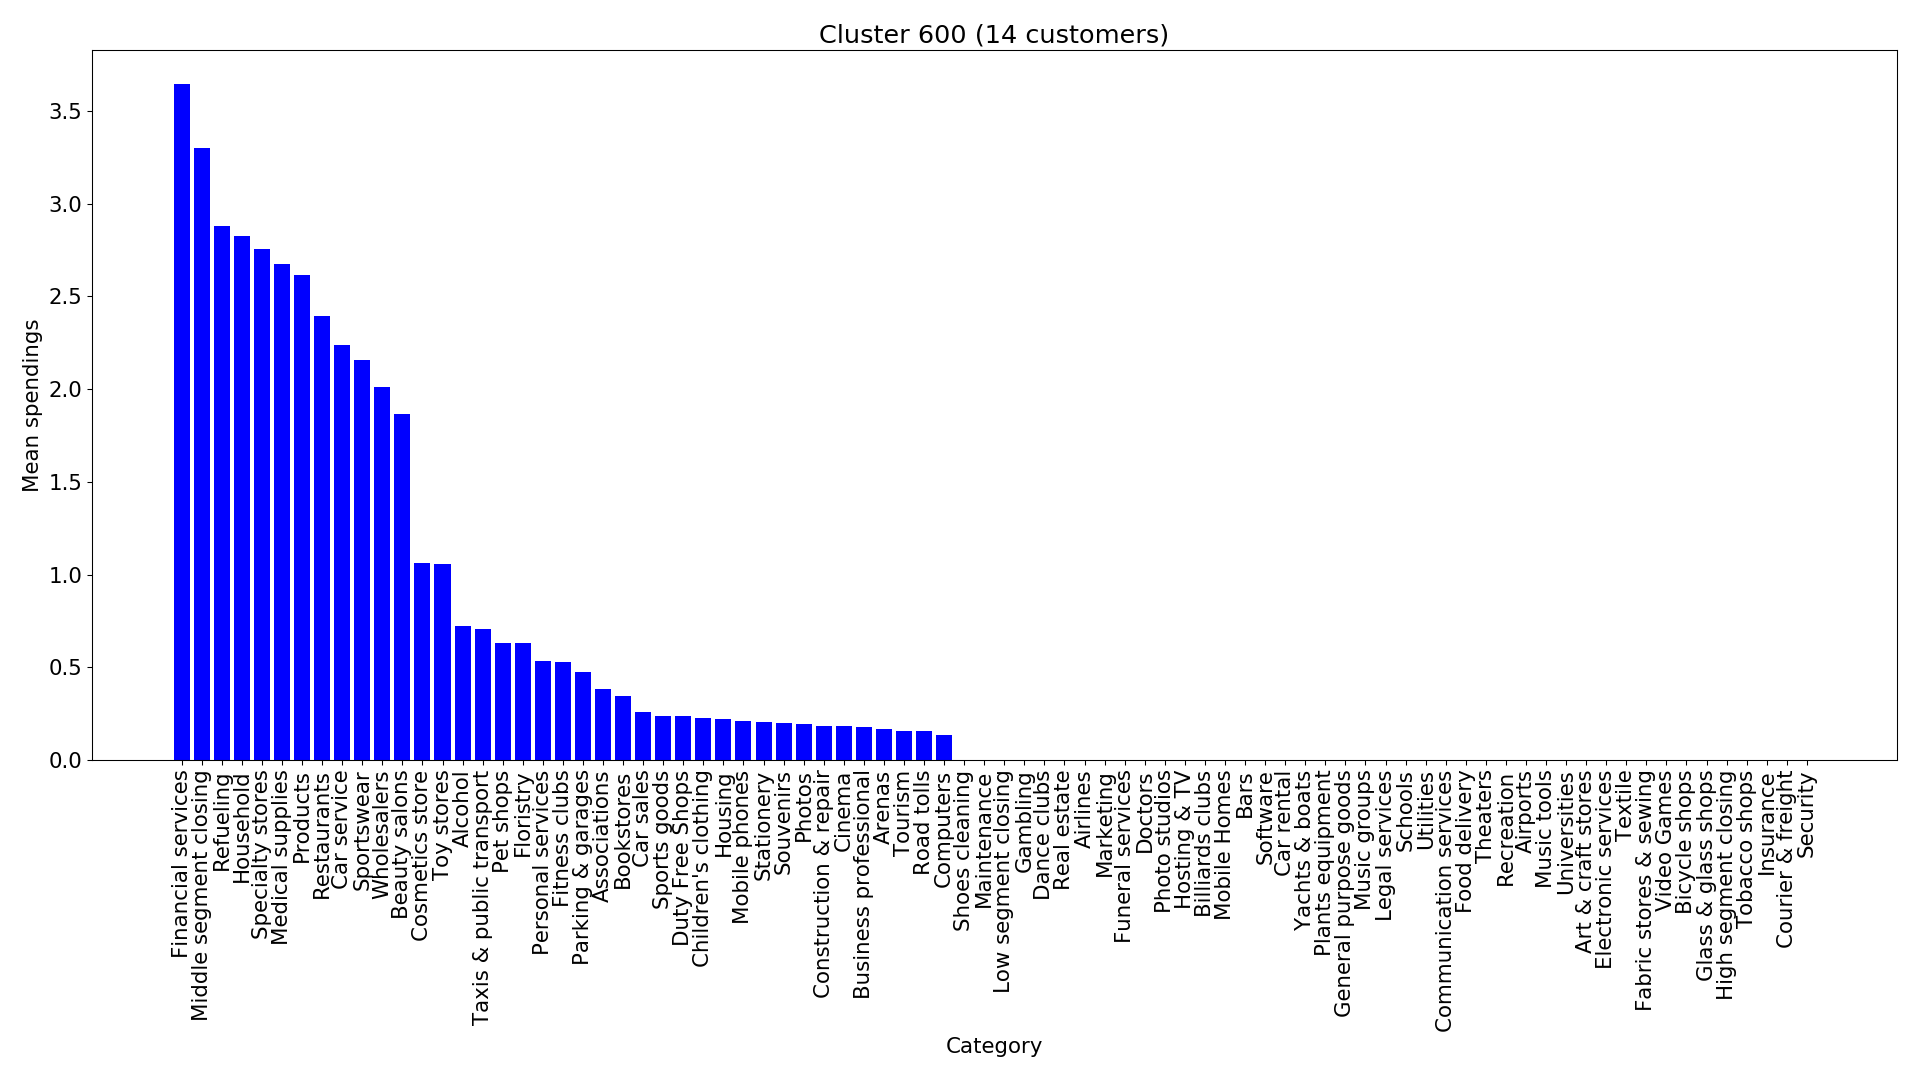 Cluster 600 (14 customers)
Mean spendings
3.5
3.0
2.5
2.0
1.5
1.0
0.5
0.0
Financial services
Middle segment closing
Refueling
Household
Specialty stores
Medical supplies
Products
Restaurants
Car service
Sportswear
Wholesalers
Beauty salons
Cosmetics store
Toy stores
Alcohol
Taxis & public transport
Pet shops
Floristry
Personal services
Fitness clubs
Parking & garages
Associations
Bookstores
Car sales
Sports goods
Duty Free Shops
Children's clothing
Housing
Mobile phones
Stationery
Souvenirs
Photos
Construction & repair
Cinema
Business professional
Arenas
Tourism
Road tolls
Computers
Shoes cleaning
Maintenance
Low segment closing
Gambling
Dance clubs
Real estate
Airlines
Marketing
Funeral services
Doctors
Photo studios
Hosting & TV
Billiards clubs
Mobile Homes
Bars
Software
Car rental
Yachts & boats
Plants equipment
General purpose goods
Music groups
Legal services
Schools
Utilities
Communication services
Food delivery
Theaters
Recreation
Airports
Music tools
Universities
Art & craft stores
Electronic services
Textile
Fabric stores & sewing
Video Games
Bicycle shops
Glass & glass shops
High segment closing
Tobacco shops
Insurance
Courier & freight
Security
Category